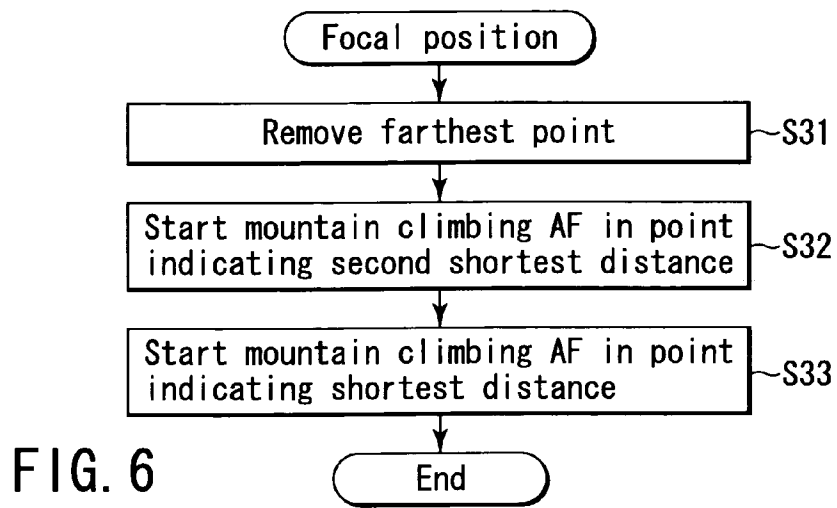 Focal position
Remove farthest point
S31
Start mountain climbing AF in point
indicating second shortest distance
S32
Start mountain climbing AF in point
indicating shortest distance
S33
End
FIG. 6